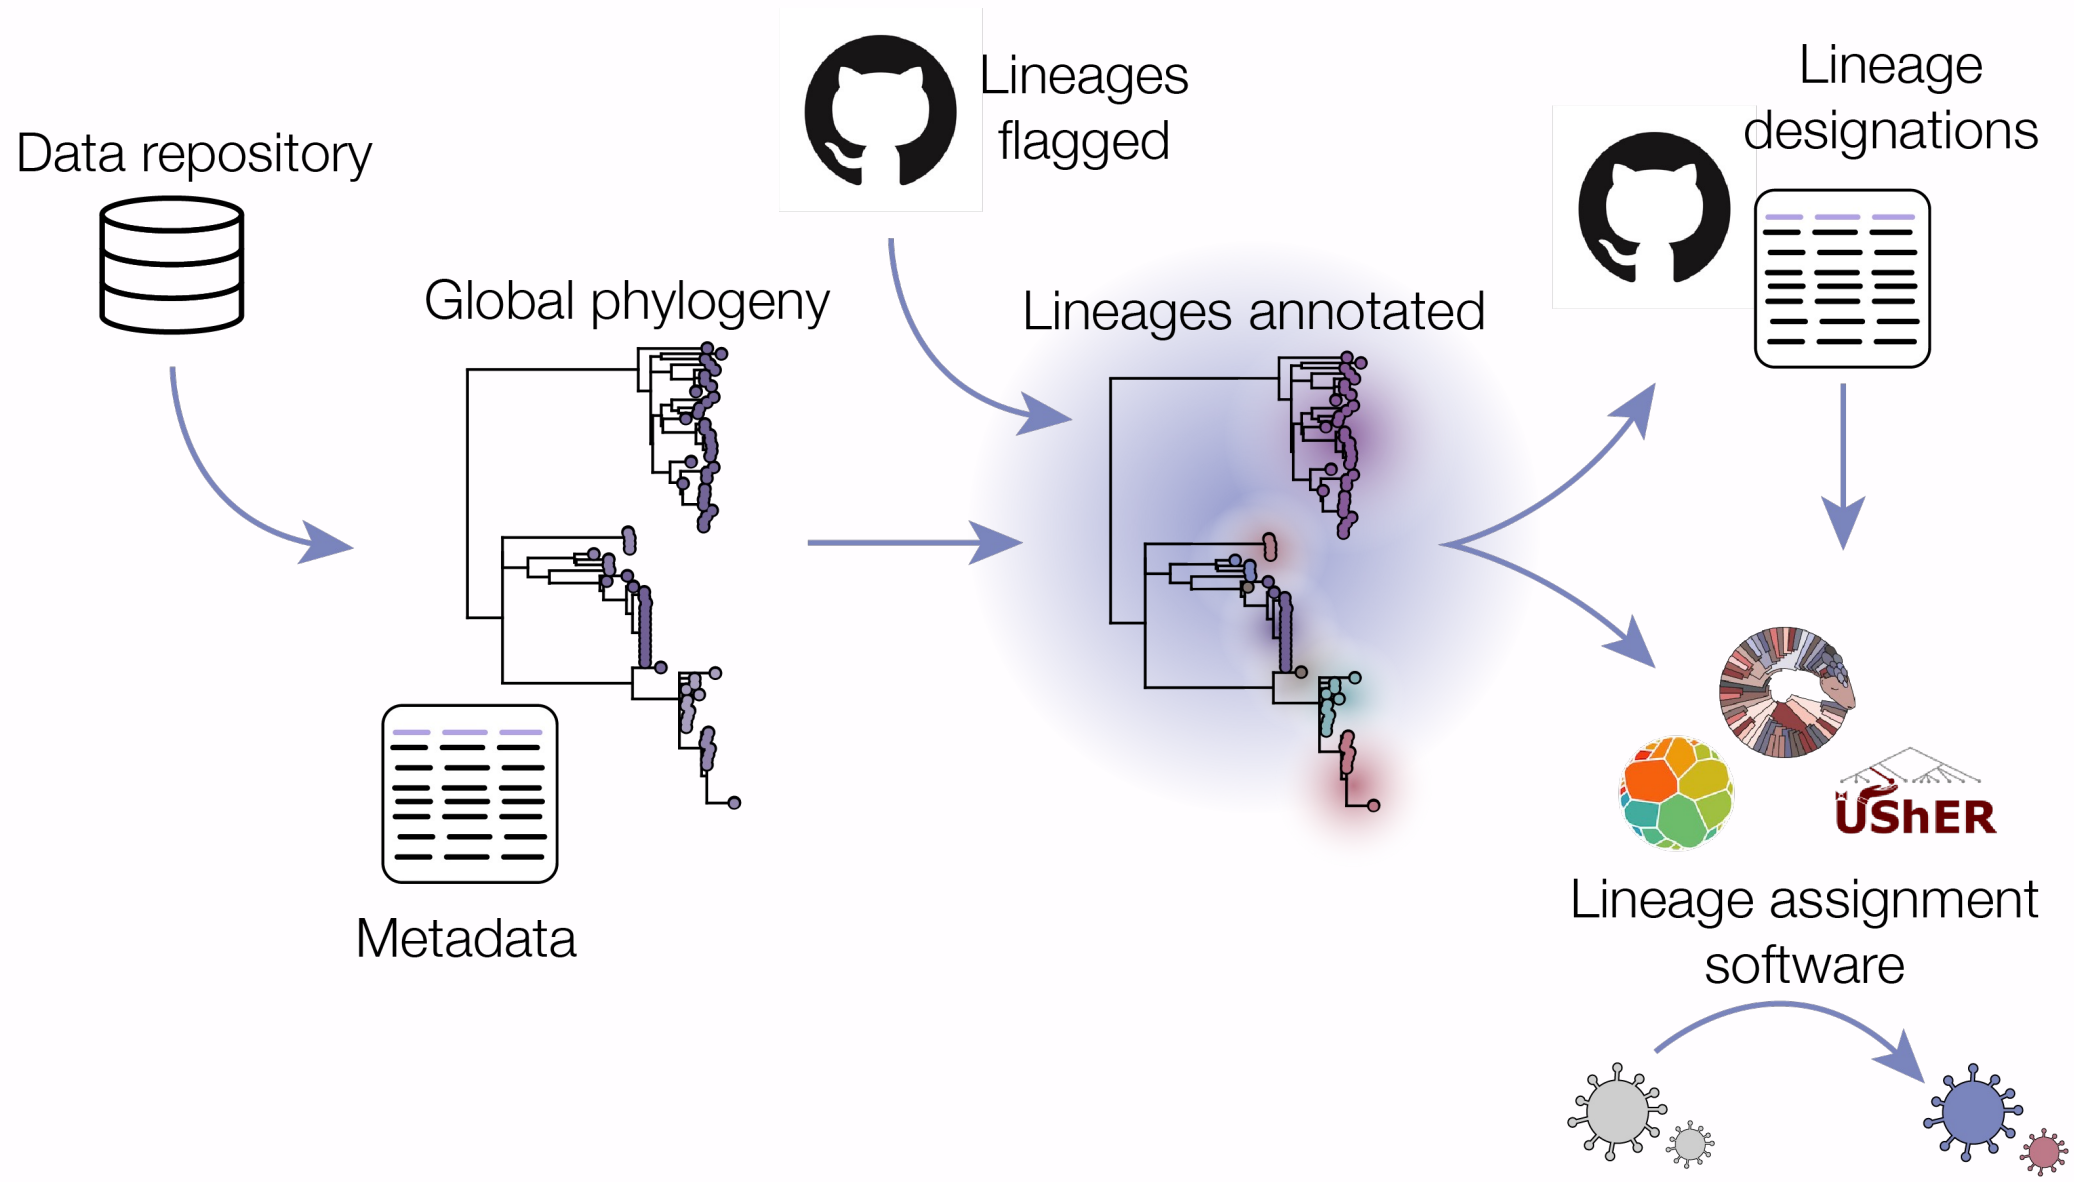 Data repository
Global phylogeny
Metadata
Lineages
flagged
Lineages annotated
Lineage
designations
UShER
Lineage assignment
software